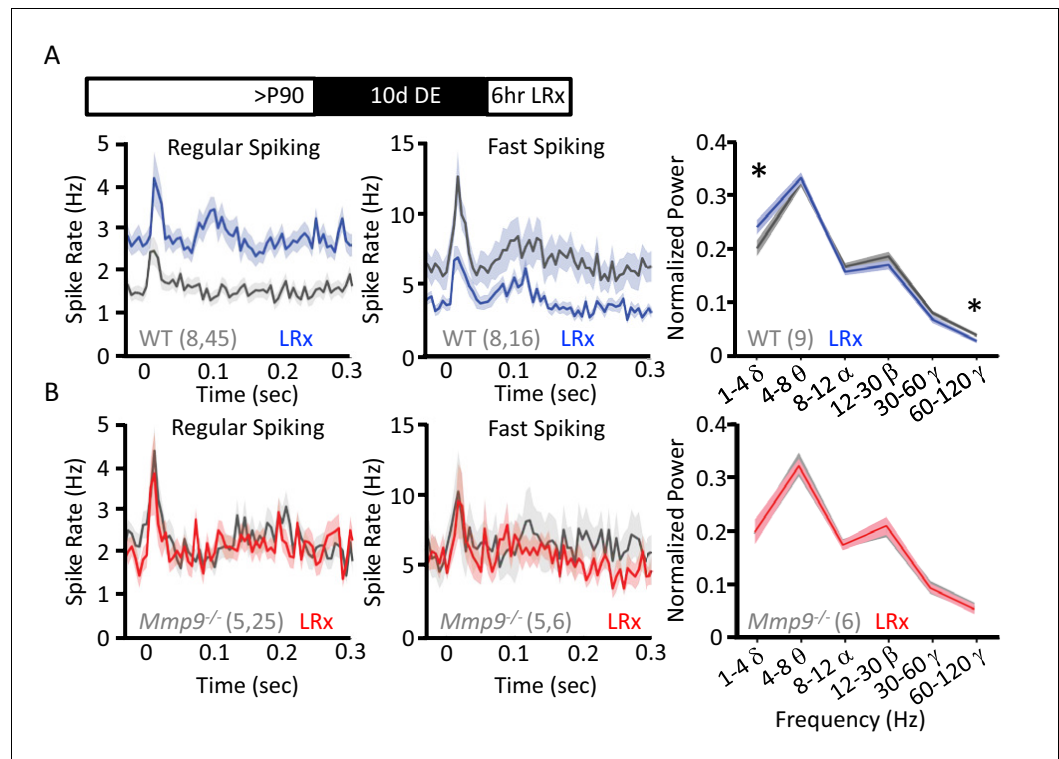 A
>P90 10d DE 6hr LRx
Regular Spiking
Spike Rate (Hz)
5
4
3
2
1
0
WT (8,45) LRx
0 0.1 0.2 0.3
Time (sec)
Fast Spiking
Spike Rate (Hz)
15
10
5
0
WT (8,16) LRx
0 0.1 0.2 0.3
Time (sec)
Normalized Power
0.4
0.3
0.2
0.1
0
*
*
WT (9) LRx
1-4 δ
4-8 θ
8-12 α
12-30 β
30-60 γ
60-120 γ
B
Regular Spiking
Spike Rate (Hz)
5
4
3
2
1
0
Mmp9-/- (5,25) LRx
0 0.1 0.2 0.3
Time (sec)
Fast Spiking
Spike Rate (Hz)
15
10
5
0
Mmp9-/- (5,6) LRx
0 0.1 0.2 0.3
Time (sec)
Normalized Power
0.4
0.3
0.2
0.1
0
Mmp9-/- (6) LRx
1-4 δ
4-8 θ
8-12 α
12-30 β
30-60 γ
60-120 γ
Frequency (Hz)